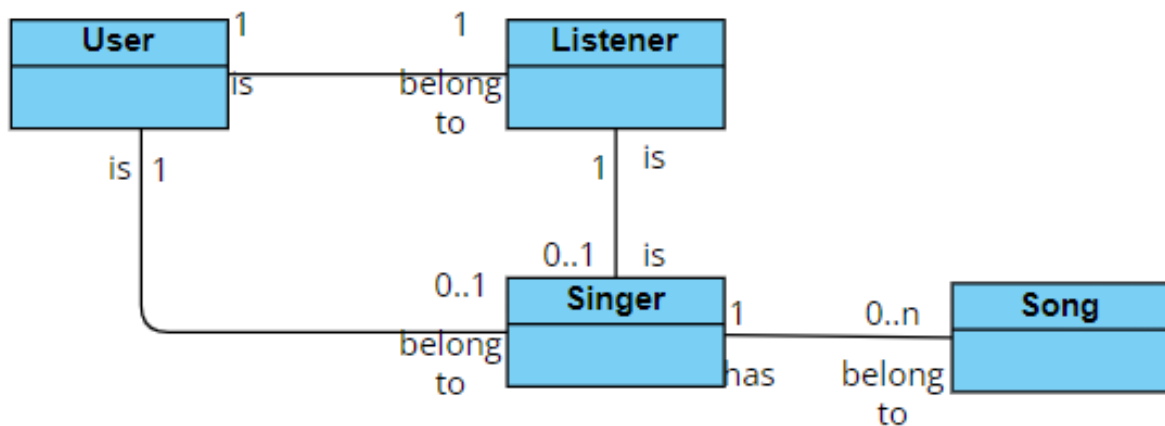 User
1
1
Listener
is
belong
to
is
1
1
is
0..1
is
0..1
Singer
1
0..n
Song
belong
to
has
belong
to